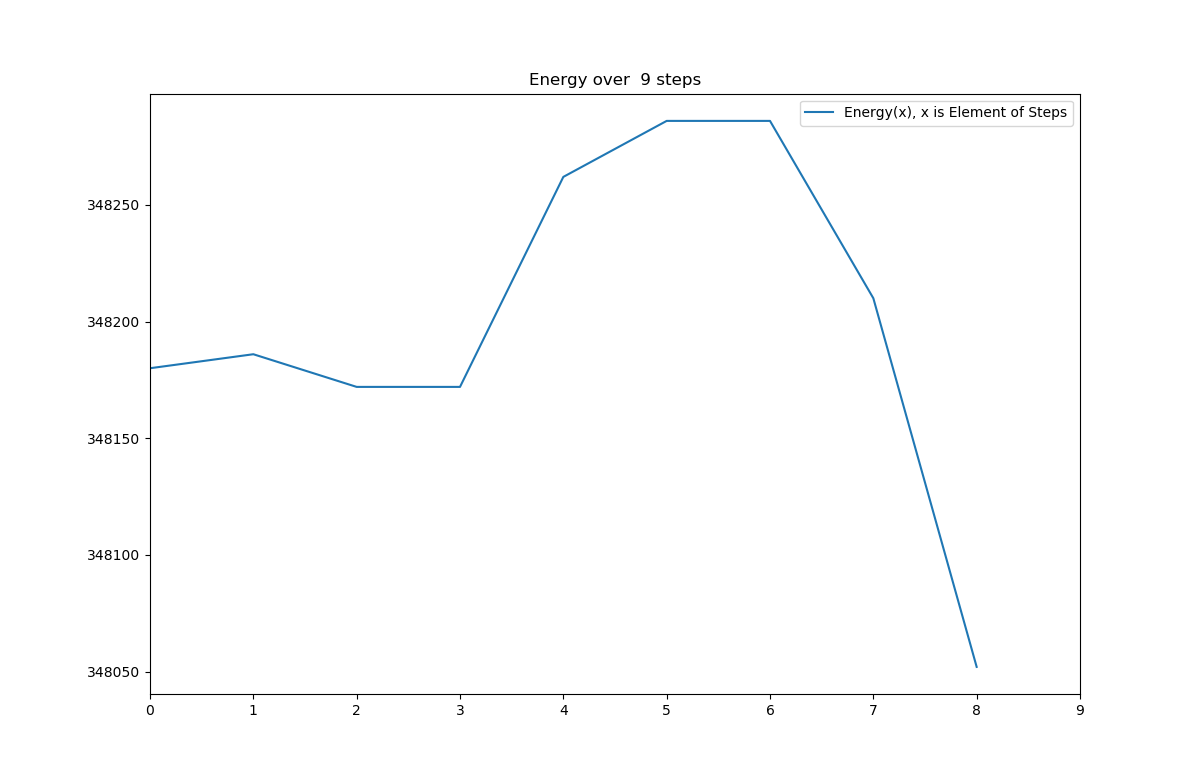 Energy over  9 steps
Energy(x), x is Element of Steps
348250
348200
348150
348100
348050
0 1 2 3 4 5 6 7 8 9